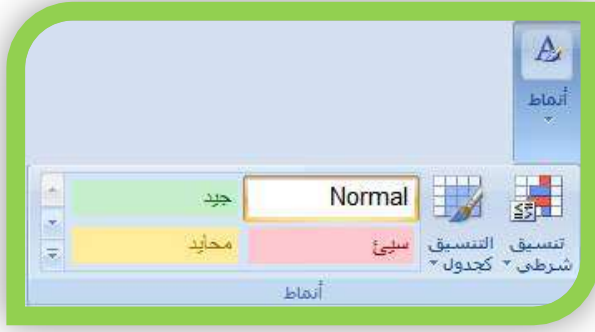 أنماط
تنسيق شرطي
التنسيق كجدول
Normal
جيد
سيئ
محايد
أنماط